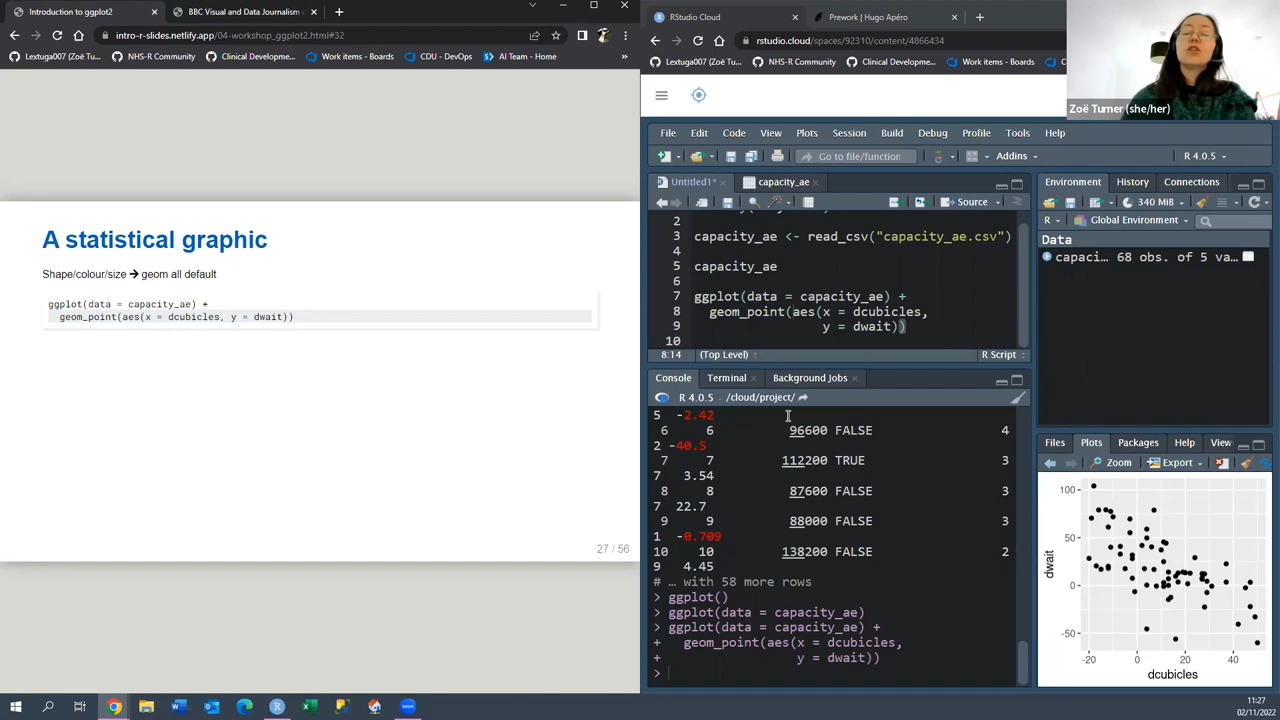 Introduction to ggplot2
BBC Visual and Data Journalism
intro-r-slides.netlify.app/04-workshop_ggplot2.html#32
Lextuga007 (Zoë Tu…
NHS-R Community
Clinical Developme…
Work items - Boards
CDU - DevOps
AI Team - Home
A statistical graphic
Shape/colour/size → geom all default
ggplot(data = capacity_ae) +
geom_point(aes(x = dcubicles, y = dwait))
27 / 56
RStudio Cloud
Prework | Hugo Apéro
rstudio.cloud/spaces/92310/content/4866434
Lextuga007 (Zoë Tu…
NHS-R Community
Clinical Developme…
Work items - Boards
Zoë Turner (she/her)
File Edit Code View Plots Session Build Debug Profile Tools Help
Go to file/function
Addins
R 4.0.5
Untitled1*
capacity_ae
Source
2
3 capacity_ae <- read_csv("capacity_ae.csv")
4
5 capacity_ae
6
7 ggplot(data = capacity_ae) +
8 geom_point(aes(x = dcubicles,
9 y = dwait))
10
8:14 (Top Level) R Script
Console Terminal Background Jobs
R 4.0.5 . /cloud/project/
5 -2.42
6 6 96600 FALSE 4
2 -40.5
7 7 112200 TRUE 3
7 3.54
8 8 87600 FALSE 3
7 22.7
9 9 88000 FALSE 3
1 -0.709
10 10 138200 FALSE 2
9 4.45
# … with 58 more rows
> ggplot()
> ggplot(data = capacity_ae)
> ggplot(data = capacity_ae) +
+ geom_point(aes(x = dcubicles,
+ y = dwait))
>
Environment History Connections
340 MiB
R Global Environment
Data
capaci… 68 obs. of 5 va…
Files Plots Packages Help View
Zoom Export
100
50
0
-50
dwait
-20 0 20 40
dcubicles
11:27
02/11/2022